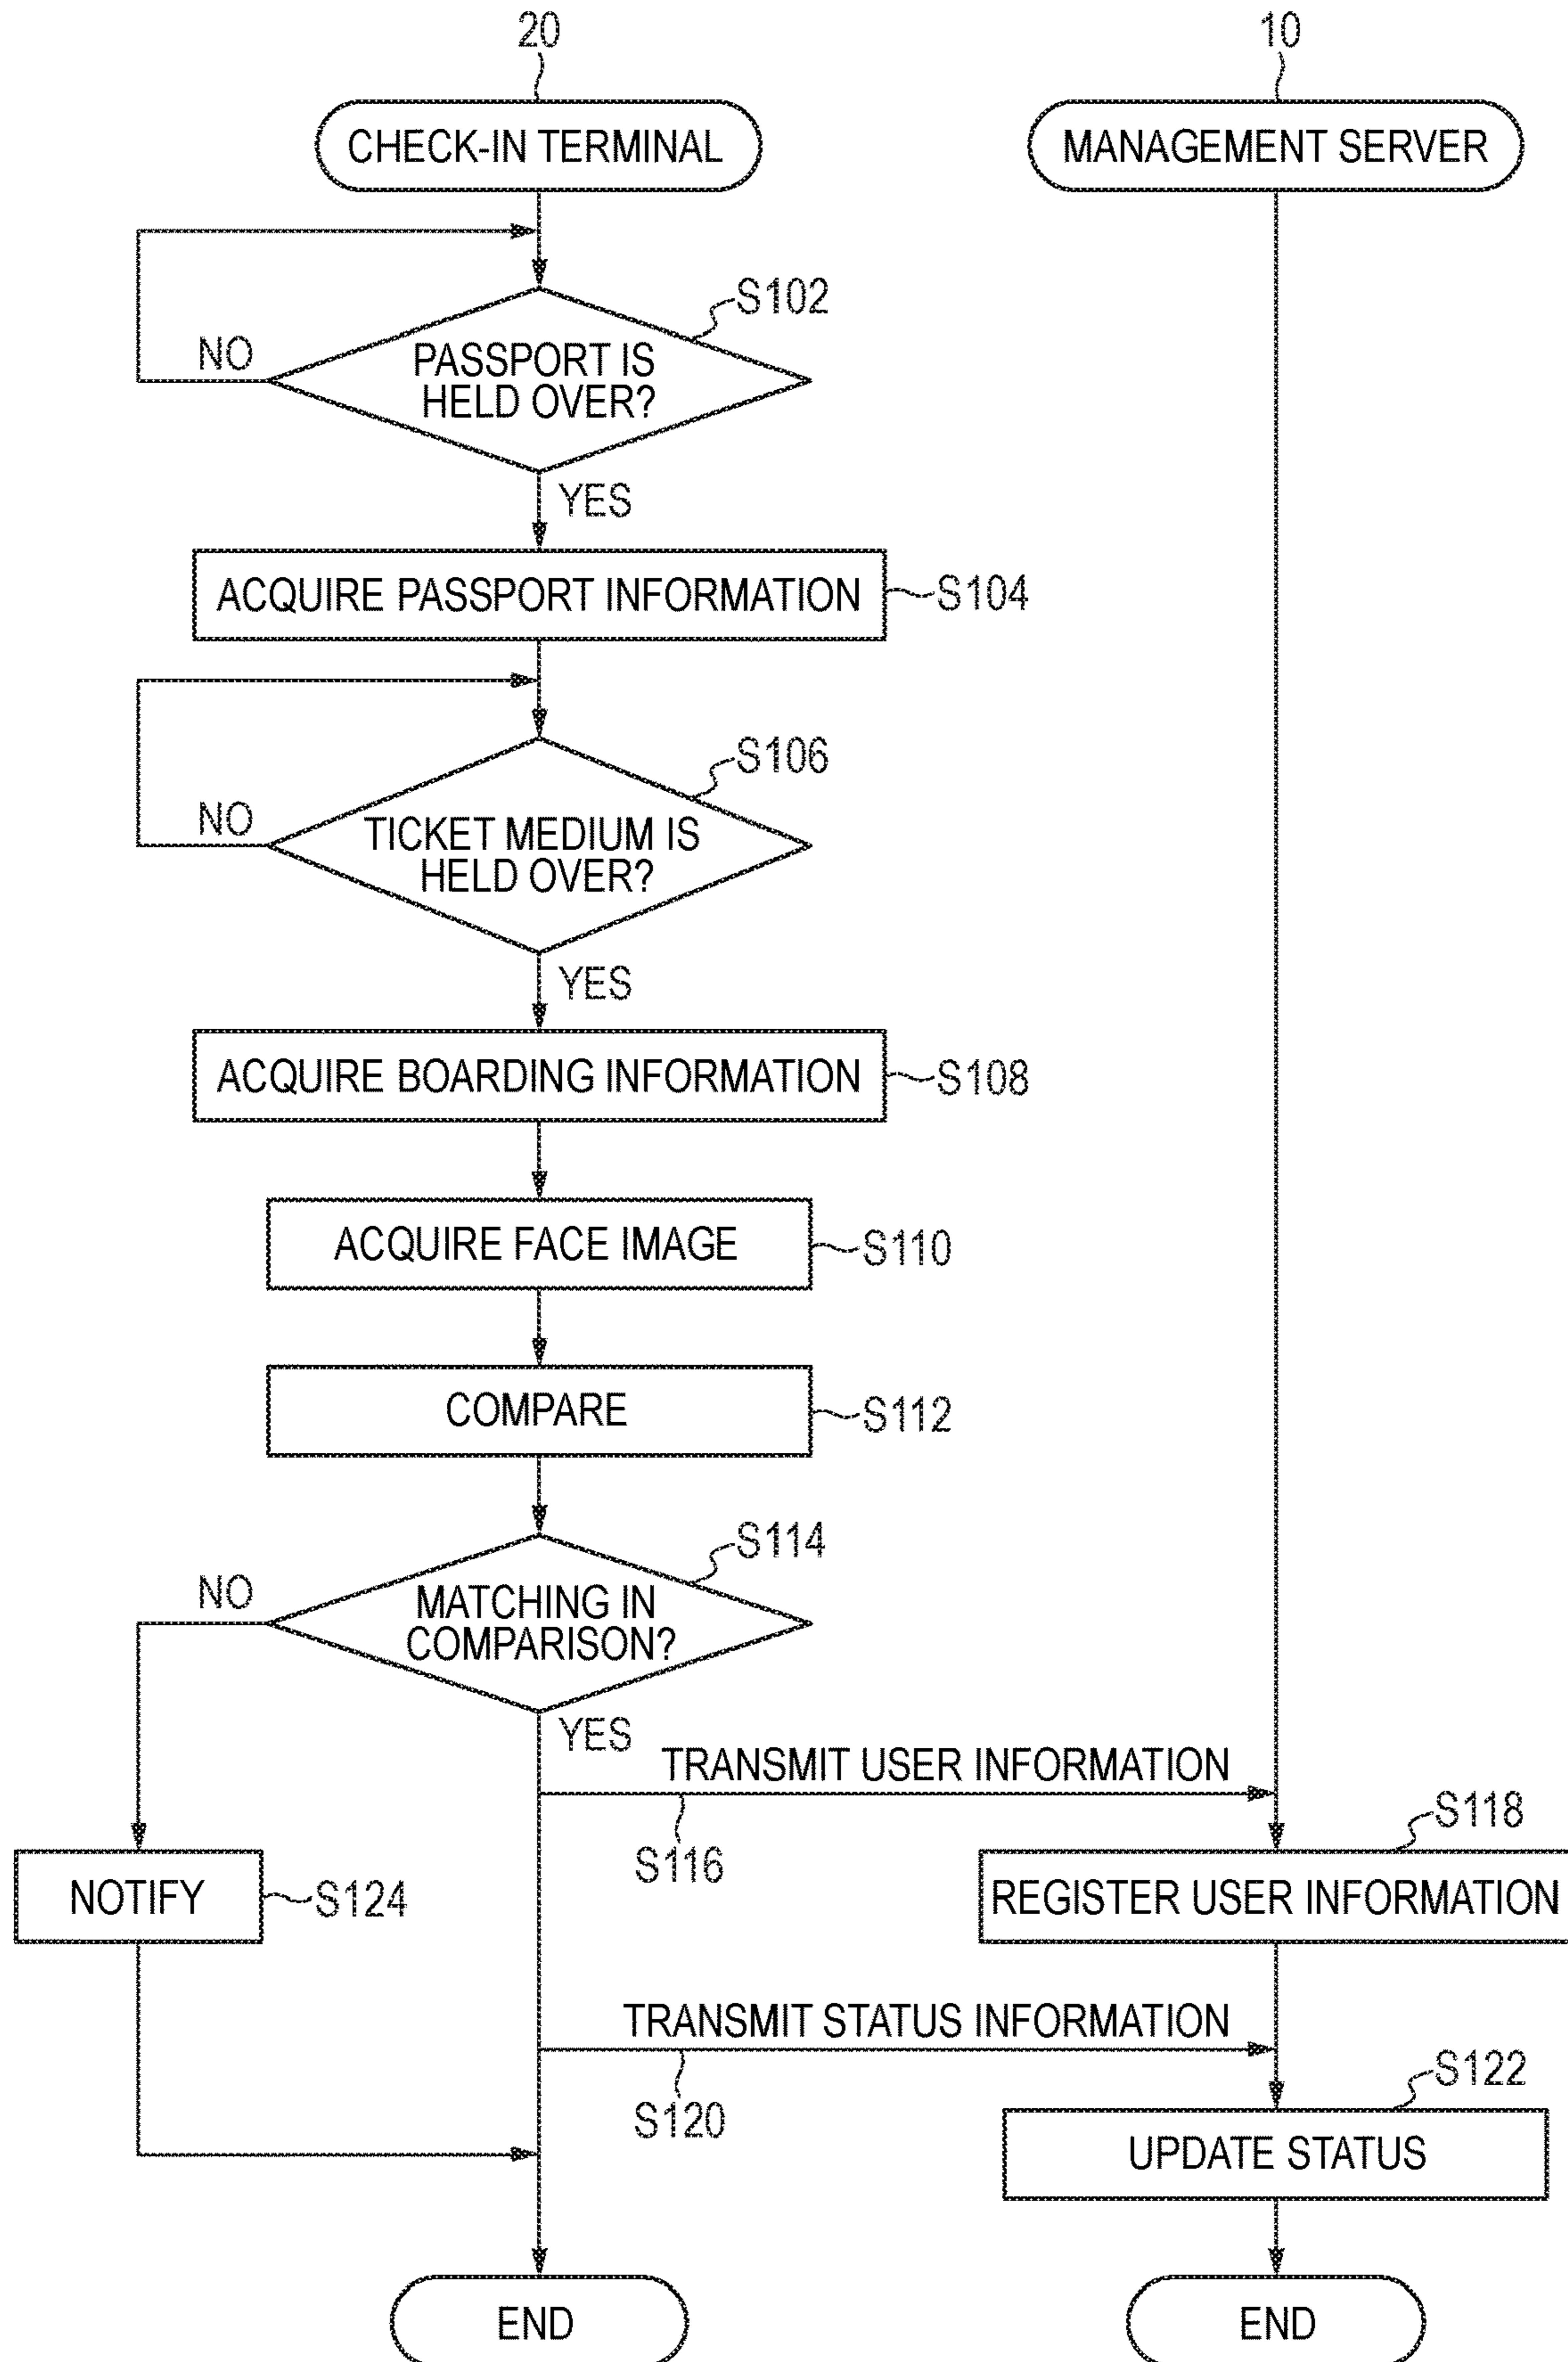 20
10
CHECK-IN TERMINAL
MANAGEMENT SERVER
S102
NO
PASSPORT IS
HELD OVER?
YES
ACQUIRE PASSPORT INFORMATION
S104
S106
NO
TICKET MEDIUM IS
HELD OVER?
YES
ACQUIRE BOARDING INFORMATION
S108
ACQUIRE FACE IMAGE
S110
COMPARE
S112
S114
NO
MATCHING IN
COMPARISON?
YES
TRANSMIT USER INFORMATION
S116
S118
NOTIFY
S124
REGISTER USER INFORMATION
TRANSMIT STATUS INFORMATION
S120
S122
UPDATE STATUS
END
END